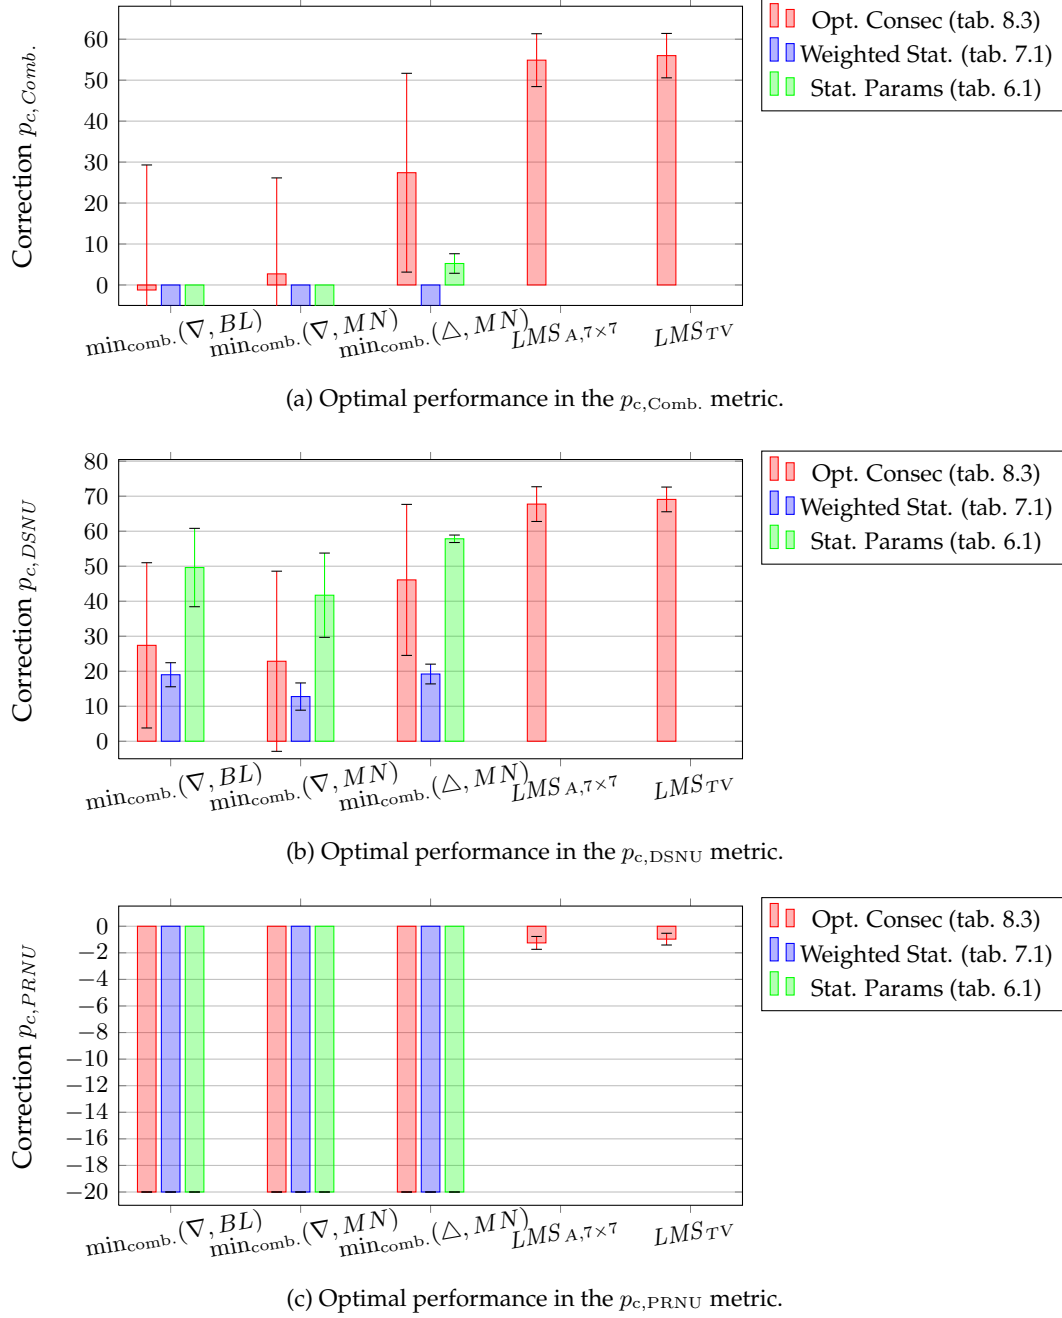 Opt. Consec (tab. 8.3)
Weighted Stat. (tab. 7.1)
Stat. Params (tab. 6.1)
Correction p_{c,Comb.}
60
50
40
30
20
10
0
min_{comb.}(∇, BL)
min_{comb.}(∇, MN)
min_{comb.}(△, MN)
LMS_{A,7×7}
LMS_{TV}
(a) Optimal performance in the p_{c,Comb.} metric.
Opt. Consec (tab. 8.3)
Weighted Stat. (tab. 7.1)
Stat. Params (tab. 6.1)
Correction p_{c,DSNU}
80
70
60
50
40
30
20
10
0
min_{comb.}(∇, BL)
min_{comb.}(∇, MN)
min_{comb.}(△, MN)
LMS_{A,7×7}
LMS_{TV}
(b) Optimal performance in the p_{c,DSNU} metric.
Opt. Consec (tab. 8.3)
Weighted Stat. (tab. 7.1)
Stat. Params (tab. 6.1)
Correction p_{c,PRNU}
0
−2
−4
−6
−8
−10
−12
−14
−16
−18
−20
min_{comb.}(∇, BL)
min_{comb.}(∇, MN)
min_{comb.}(△, MN)
LMS_{A,7×7}
LMS_{TV}
(c) Optimal performance in the p_{c,PRNU} metric.